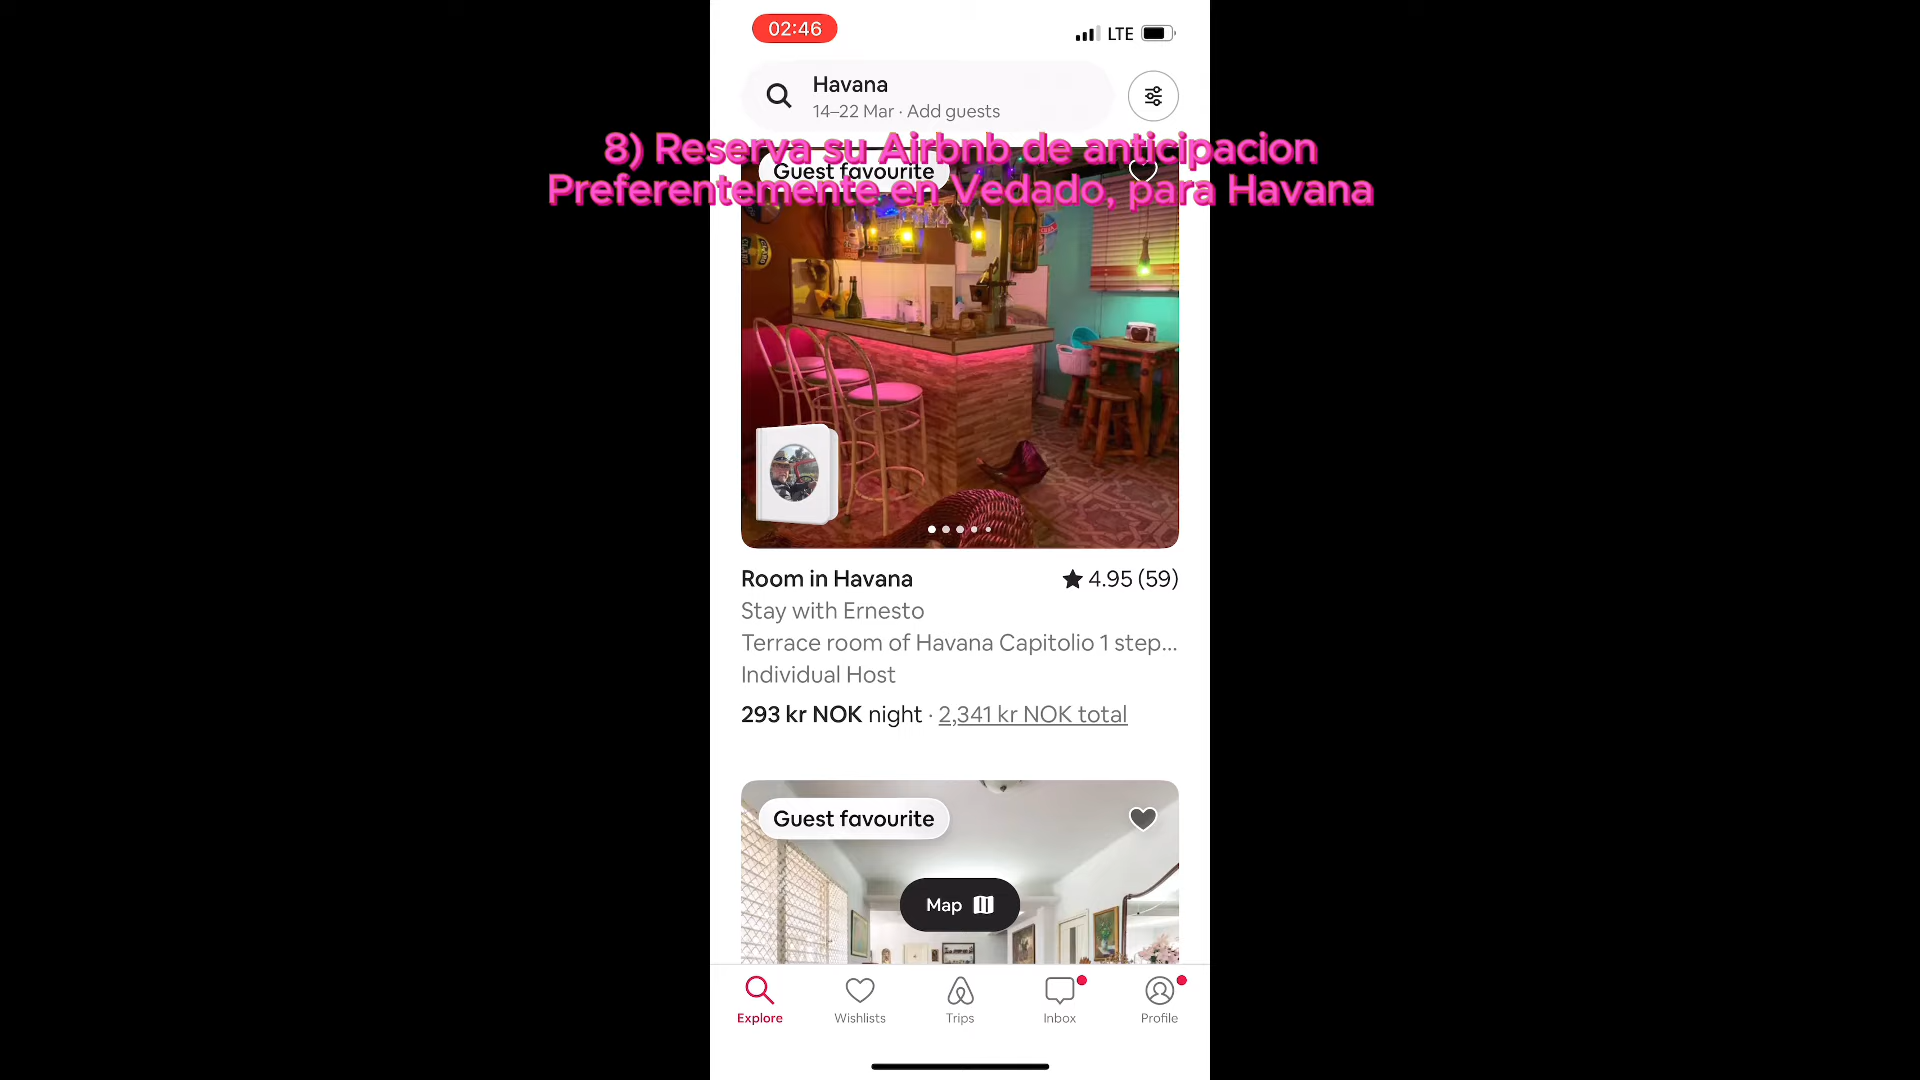 02:46
LTE
Havana
14–22 Mar · Add guests
8) Reserva su Airbnb de anticipacion
Guest favourite
Preferentemente en Vedado, para Havana
Room in Havana
4.95 (59)
Stay with Ernesto
Terrace room of Havana Capitolio 1 step...
Individual Host
293 kr NOK night · 2,341 kr NOK total
Guest favourite
Map
Explore
Wishlists
Trips
Inbox
Profile